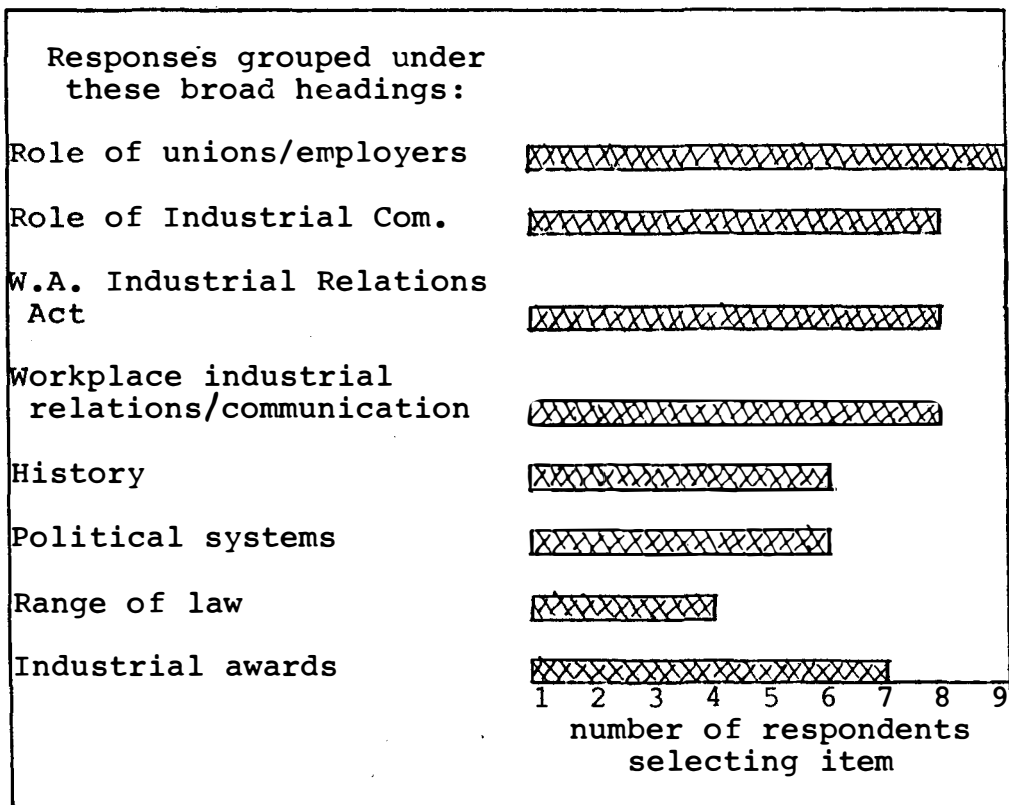 Responses grouped under
these broad headings:
Role of unions/employers
Role of Industrial Com.
W.A. Industrial Relations
Act
Workplace industrial
relations/communication
History
Political systems
Range of law
Industrial awards
1 2 3 4 5 6 7 8 9
number of respondents
selecting item